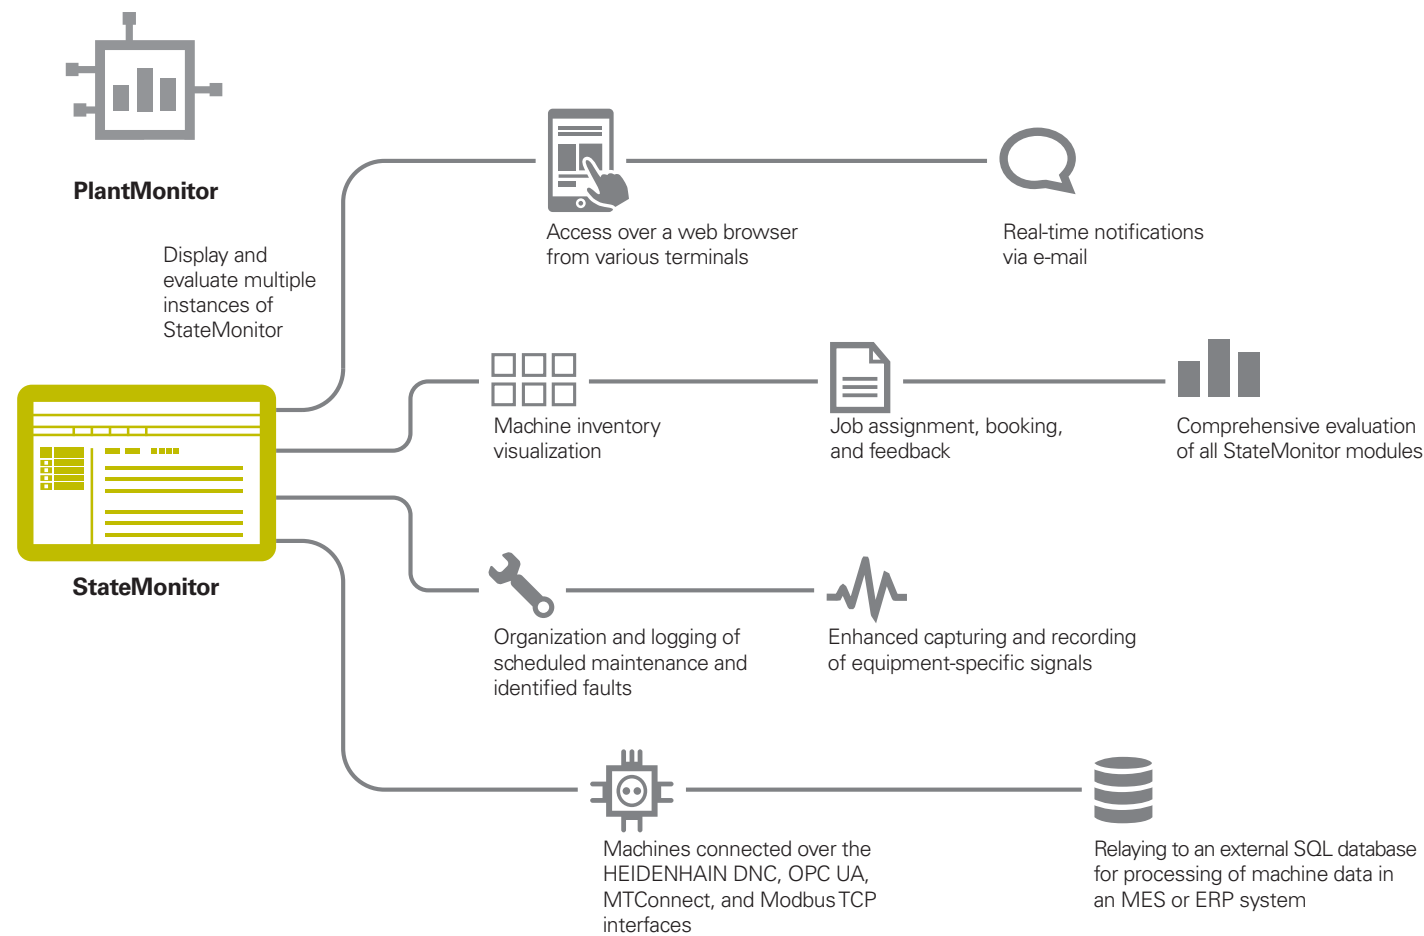 PlantMonitor
Display and
evaluate multiple
instances of
StateMonitor
StateMonitor
Access over a web browser
from various terminals
Real-time notifications
via e-mail
Machine inventory
visualization
Job assignment, booking,
and feedback
Comprehensive evaluation
of all StateMonitor modules
Organization and logging of
scheduled maintenance and
identified faults
Enhanced capturing and recording
of equipment-specific signals
Machines connected over the
HEIDENHAIN DNC, OPC UA,
MTConnect, and Modbus TCP
interfaces
Relaying to an external SQL database
for processing of machine data in
an MES or ERP system